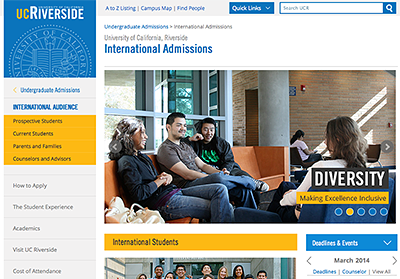 UCRIVERSIDE
A to Z Listing | Campus Map | Find People
Quick Links
Search UCR
Undergraduate Admissions > International Admissions
University of California, Riverside
International Admissions
Undergraduate Admissions
INTERNATIONAL AUDIENCE
Prospective Students
Current Students
Parents and Families
Counselors and Advisors
How to Apply
The Student Experience
Academics
Visit UC Riverside
Cost of Attendance
DIVERSITY
Making Excellence Inclusive
International Students
Deadlines & Events
March 2014
Deadlines | Counselor | View All